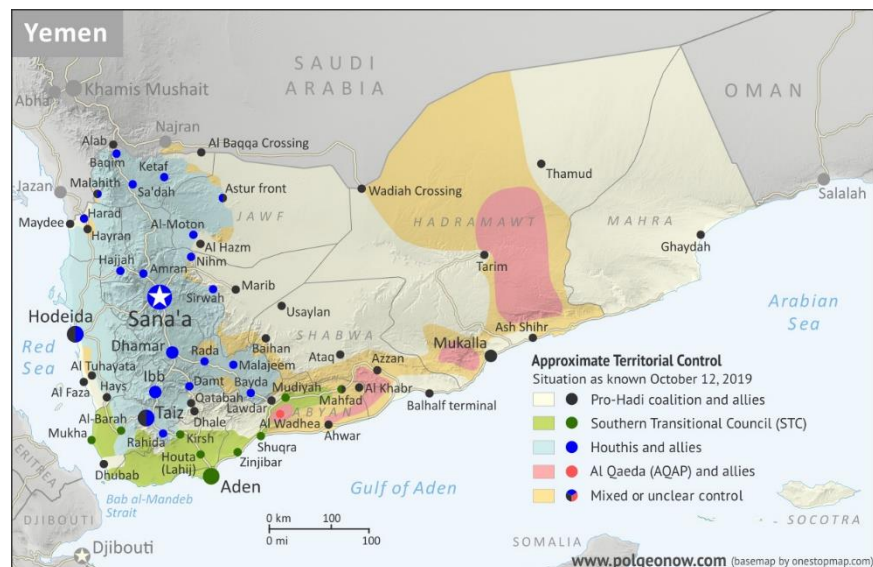 Yemen
SAUDI
ARABIA
OMAN
Khamis Mushait
Abha
Najran
Al Baqqa Crossing
Alab
Baqim
Ketaf
Jazan
Malahith
Sa'dah
Astur front
Wadiah Crossing
Thamud
Salalah
Maydee
Harad
Hayran
Al-Moton
JAWF
HADRAMAWT
MAHRA
Al Hazm
Ghaydah
Hajjah
Amran
Nihm
Tarim
Sirwah
Marib
Sana'a
Usaylan
Arabian
Sea
Hodeida
SHABWA
Ash Shihr
Red
Sea
Dhamar
Rada
Baihan
Ataq
Mukalla
Azzan
Al Tuhayata
Ibb
Damt
Malajeem
Bayda
Mudiyah
Al Faza
Hays
Qatabah
Lawdar
Mahfad
Al Khabr
Balhalf terminal
Al-Barah
Taiz
Dhale
ABYAN
Al Wadhea
Ahwar
Mukha
Rahida
Kirsh
Shuqra
Houta
(Lahij)
Zinjibar
Dhubab
Aden
Gulf of Aden
ERITREA
Bab al-Mandeb
Strait
DJIBOUTI
Djibouti
0 km 100
0 mi 100
SOMALIA
SOCOTRA
Approximate Territorial Control
Situation as known October 12, 2019
Pro-Hadi coalition and allies
Southern Transitional Council (STC)
Houthis and allies
Al Qaeda (AQAP) and allies
Mixed or unclear control
www.polgeonow.com (basemap by onestopmap.com)